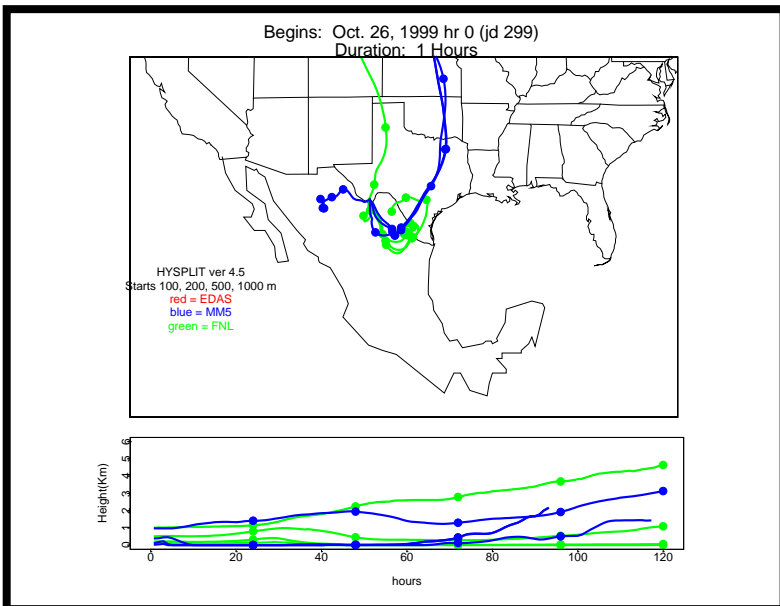 Begins: Oct. 26, 1999 hr 0 (jd 299)
Duration: 1 Hours
HYSPLIT ver 4.5
Starts 100, 200, 500, 1000 m
red = EDAS
blue = MM5
green = FNL
Height(Km)
6
5
4
3
2
1
0
0 20 40 60 80 100 120
hours